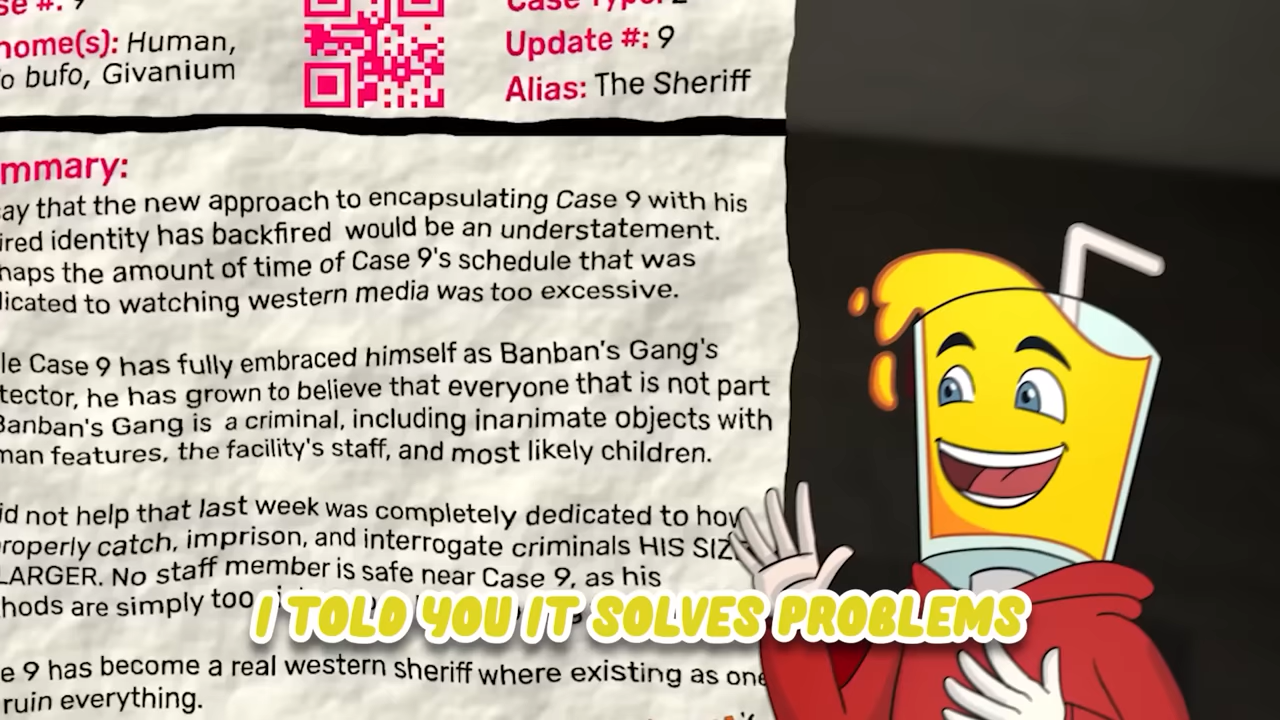 se #: 9
nome(s): Human,
o bufo, Givanium
Update #: 9
Alias: The Sheriff
mmary:
ay that the new approach to encapsulating Case 9 with his
ired identity has backfired would be an understatement.
haps the amount of time of Case 9's schedule that was
licated to watching western media was too excessive.
le Case 9 has fully embraced himself as Banban's Gang's
tector, he has grown to believe that everyone that is not part
Banban's Gang is a criminal, including inanimate objects with
man features, the facility's staff, and most likely children.
id not help that last week was completely dedicated to how
roperly catch, imprison, and interrogate criminals HIS SIZ
LARGER. No staff member is safe near Case 9, as his
hods are simply too
I TOLD YOU IT SOLVES PROBLEMS
e 9 has become a real western sheriff where existing as one
ruin everything.